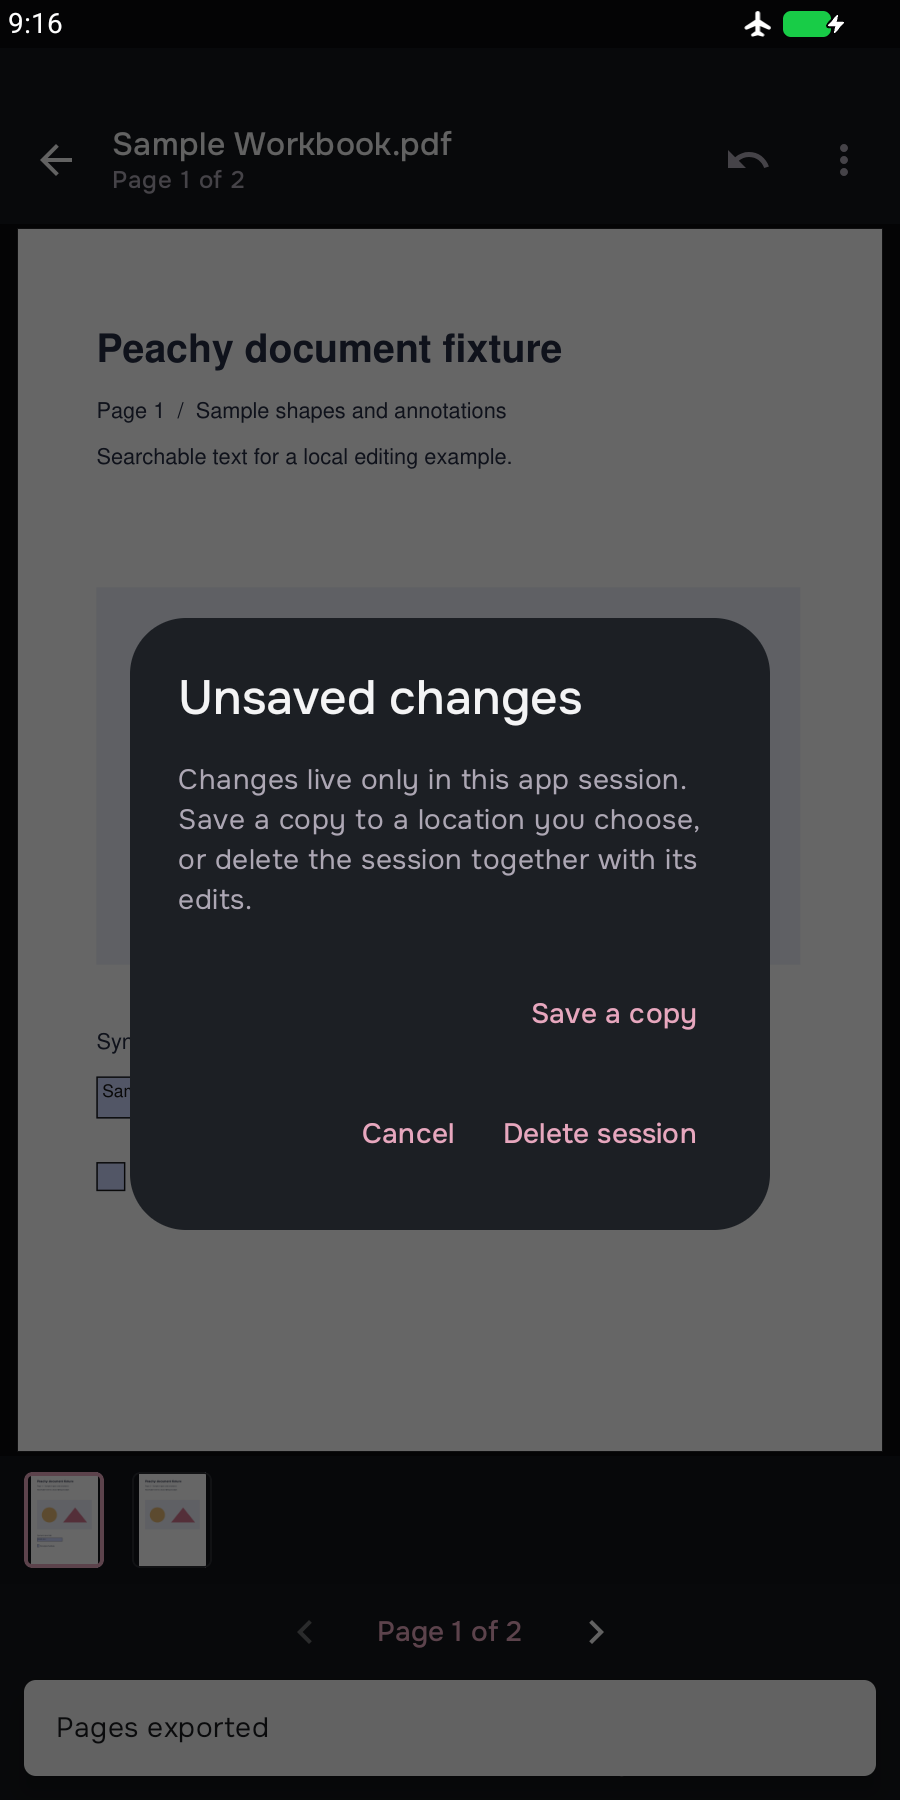 9:16
Sample Workbook.pdf
Page 1 of 2
Peachy document fixture
Page 1 / Sample shapes and annotations
Searchable text for a local editing example.
Unsaved changes
Changes live only in this app session.
Save a copy to a location you choose,
or delete the session together with its
edits.
Save a copy
Cancel Delete session
Page 1 of 2
Pages exported